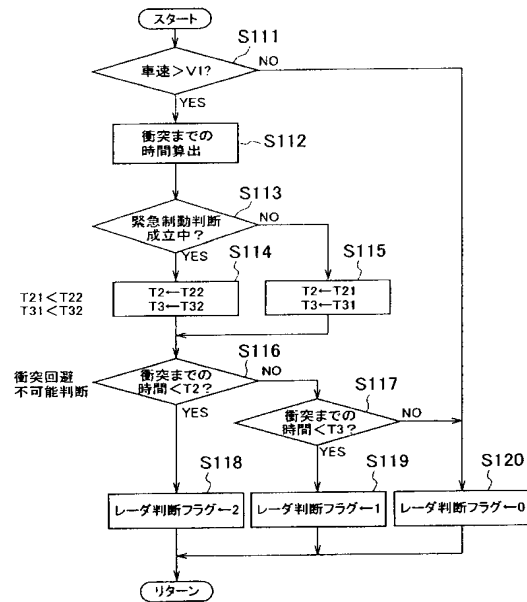 スタート
S111
車速>V1?
NO
YES
衝突までの
時間算出
S112
S113
緊急制動判断
成立中?
NO
YES
S114
S115
T21<T22
T31<T32
T2←T22
T3←T32
T2←T21
T3←T31
S116
衝突回避
不可能判断
衝突までの
時間<T2?
NO
YES
S117
衝突までの
時間<T3?
NO
YES
S118
S119
S120
レーダ判断フラグ←2
レーダ判断フラグ←1
レーダ判断フラグ←0
リターン